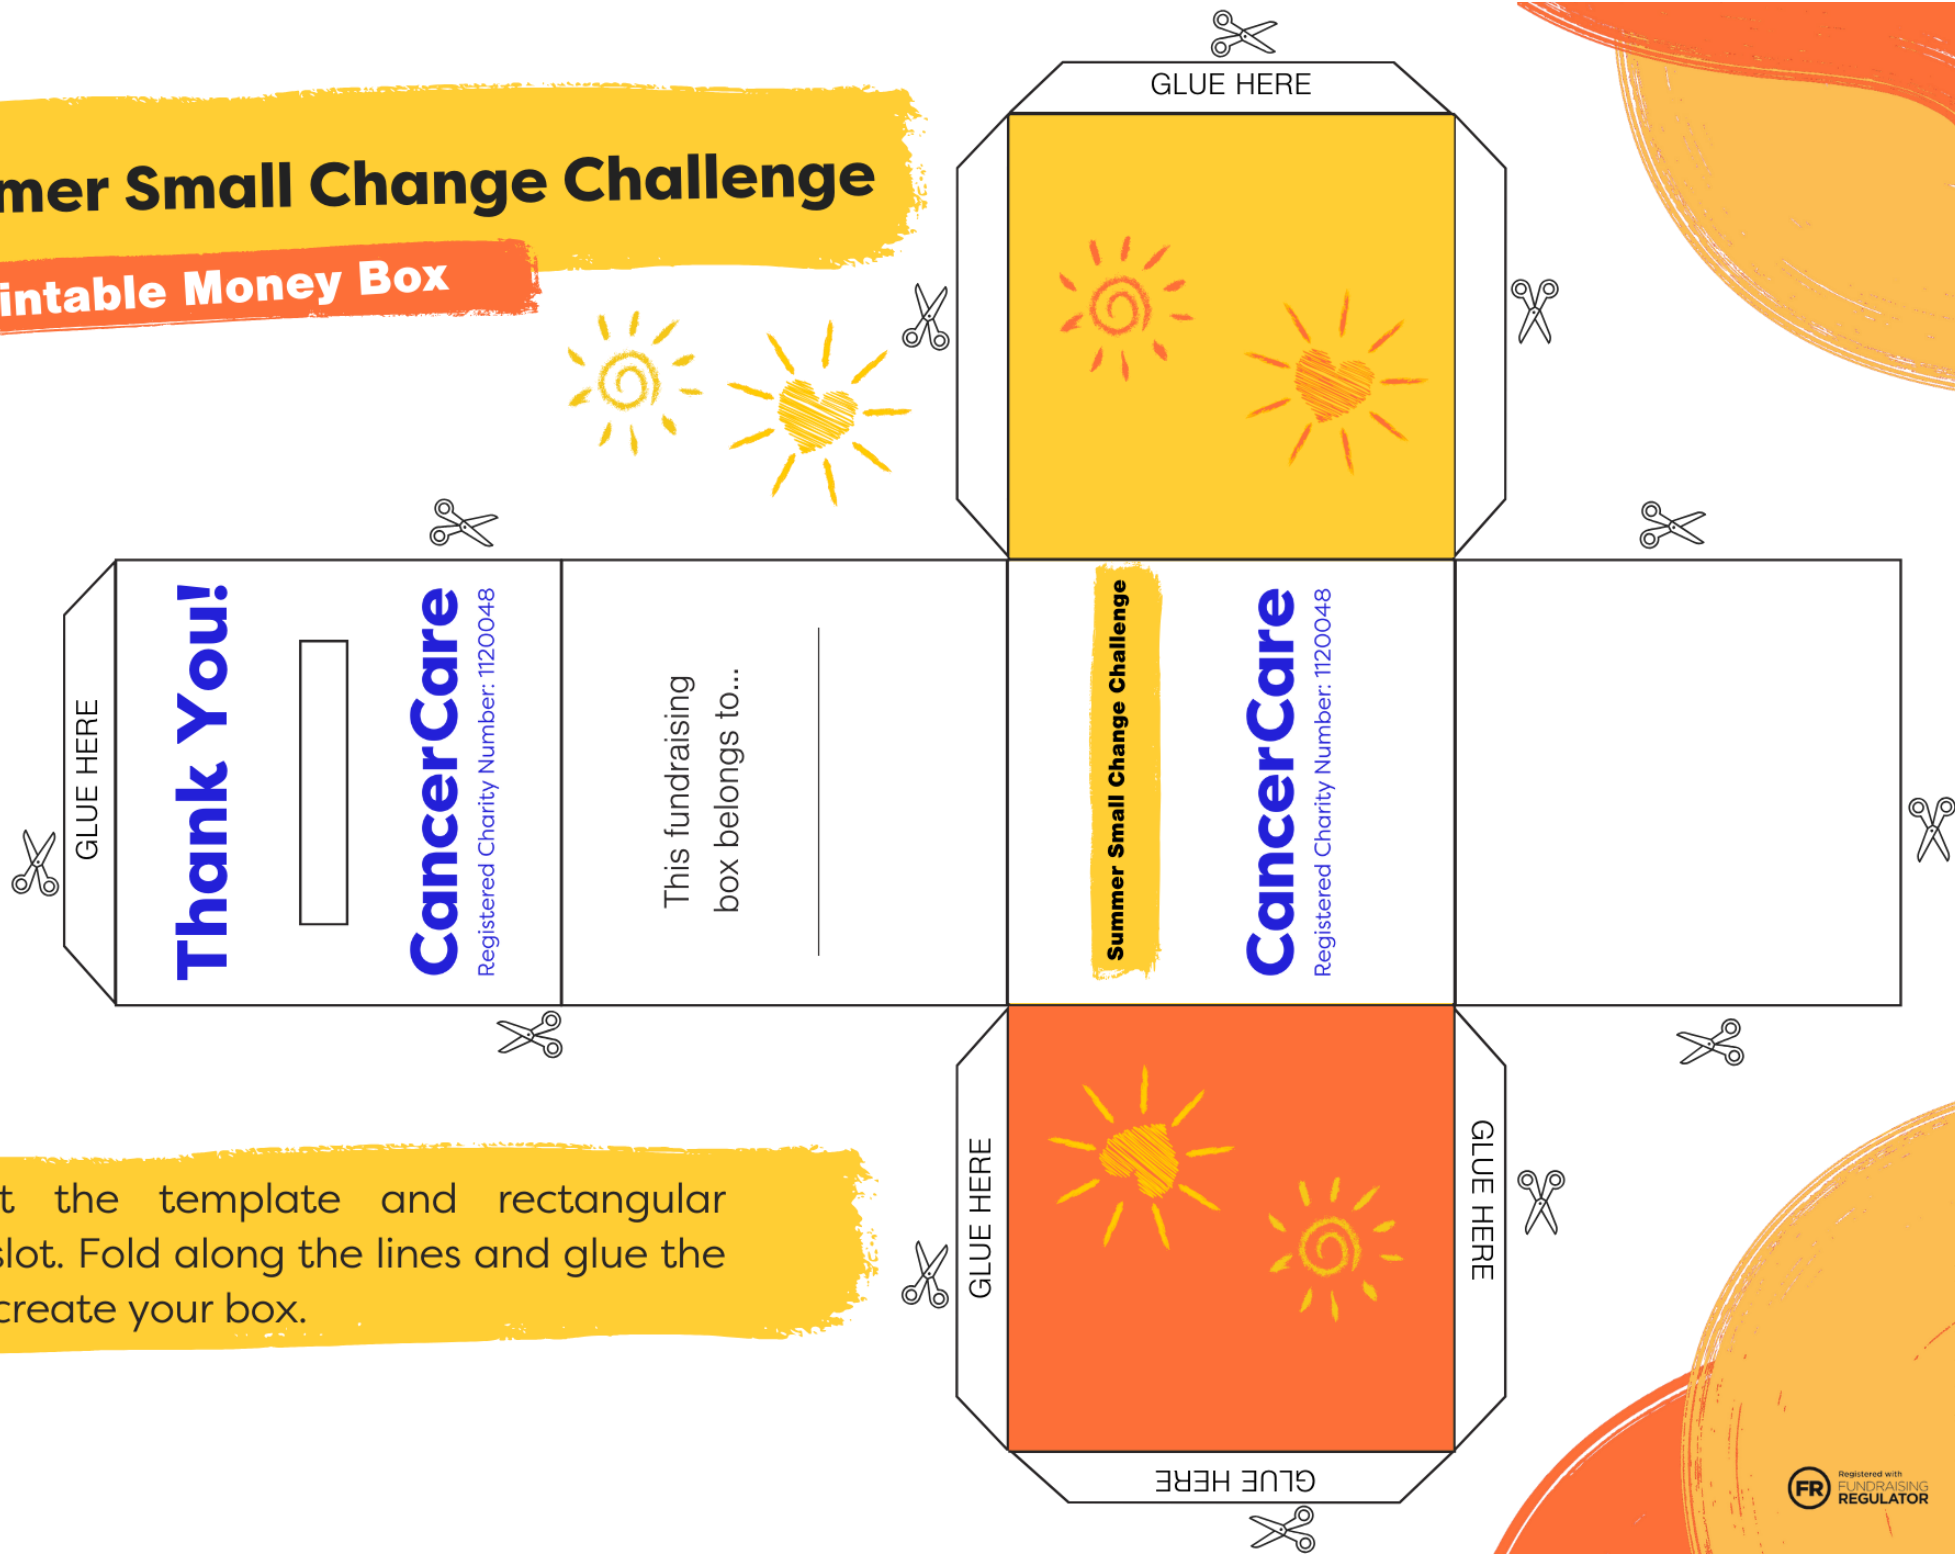 GLUE HERE
mer Small Change Challenge
intable Money Box
GLUE HERE
Thank You!
CancerCare
Registered Charity Number: 1120048
This fundraising
box belongs to...
Summer Small Change Challenge
CancerCare
Registered Charity Number: 1120048
t the template and rectangular
slot. Fold along the lines and glue the
create your box.
GLUE HERE
GLUE HERE
GLUE HERE
FR
Registered with
FUNDRAISING
REGULATOR